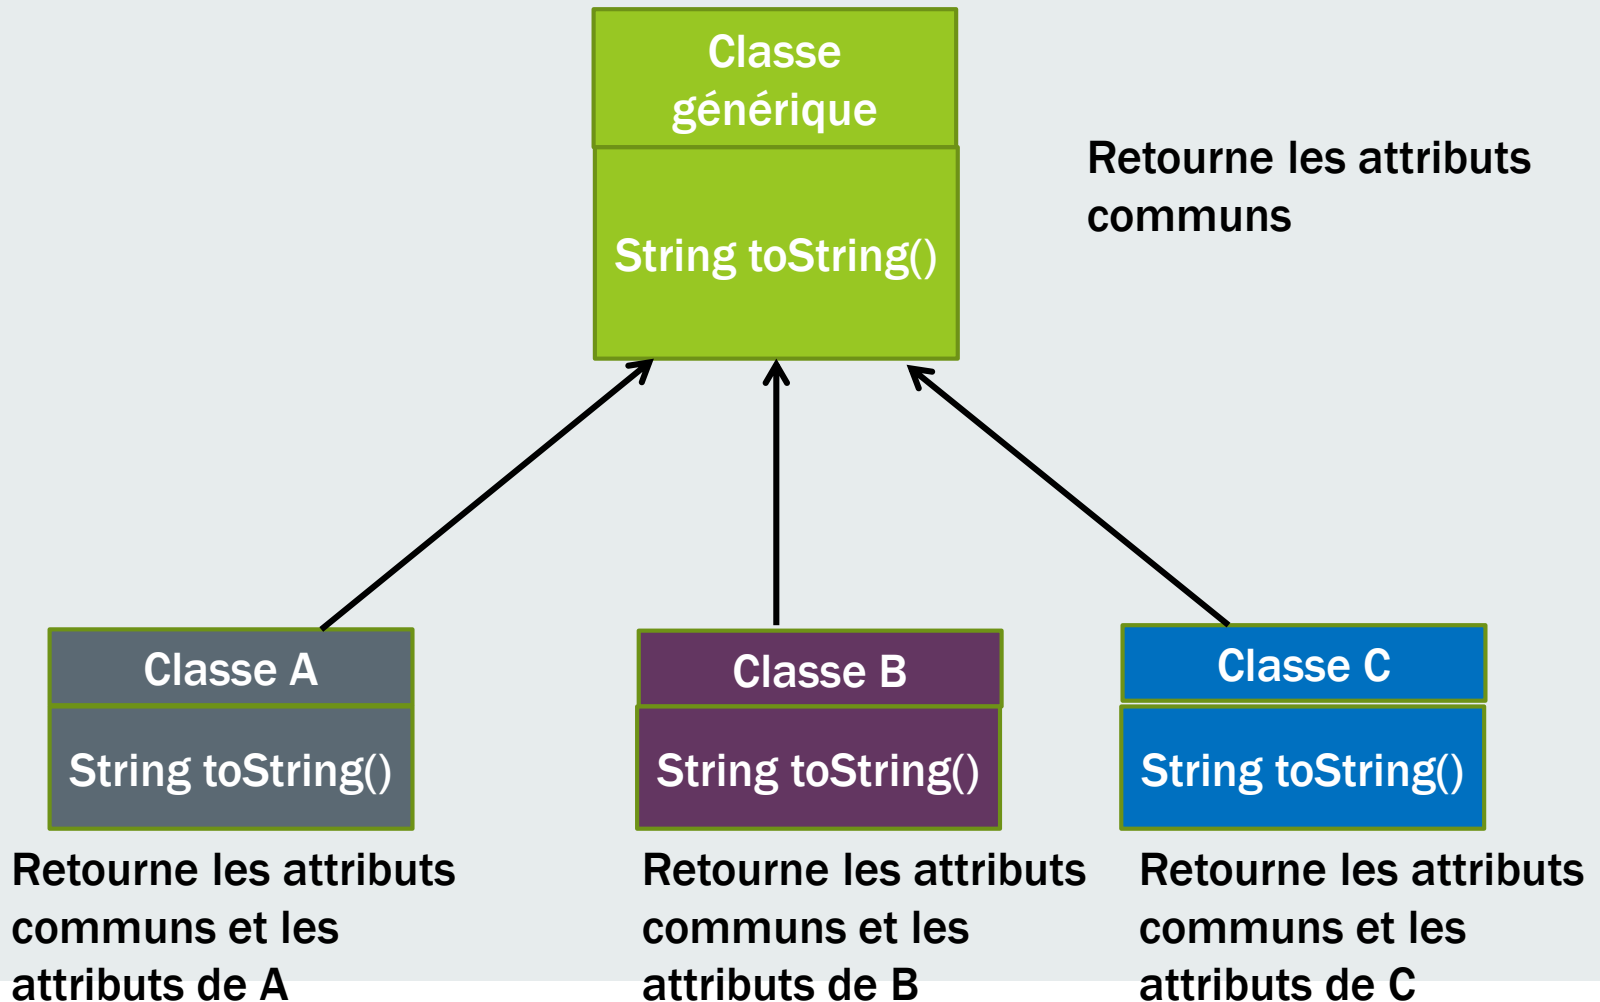 Classe
générique
String toString()
Retourne les attributs
communs
Classe A
String toString()
Retourne les attributs
communs et les
attributs de A
Classe B
String toString()
Retourne les attributs
communs et les
attributs de B
Classe C
String toString()
Retourne les attributs
communs et les
attributs de C